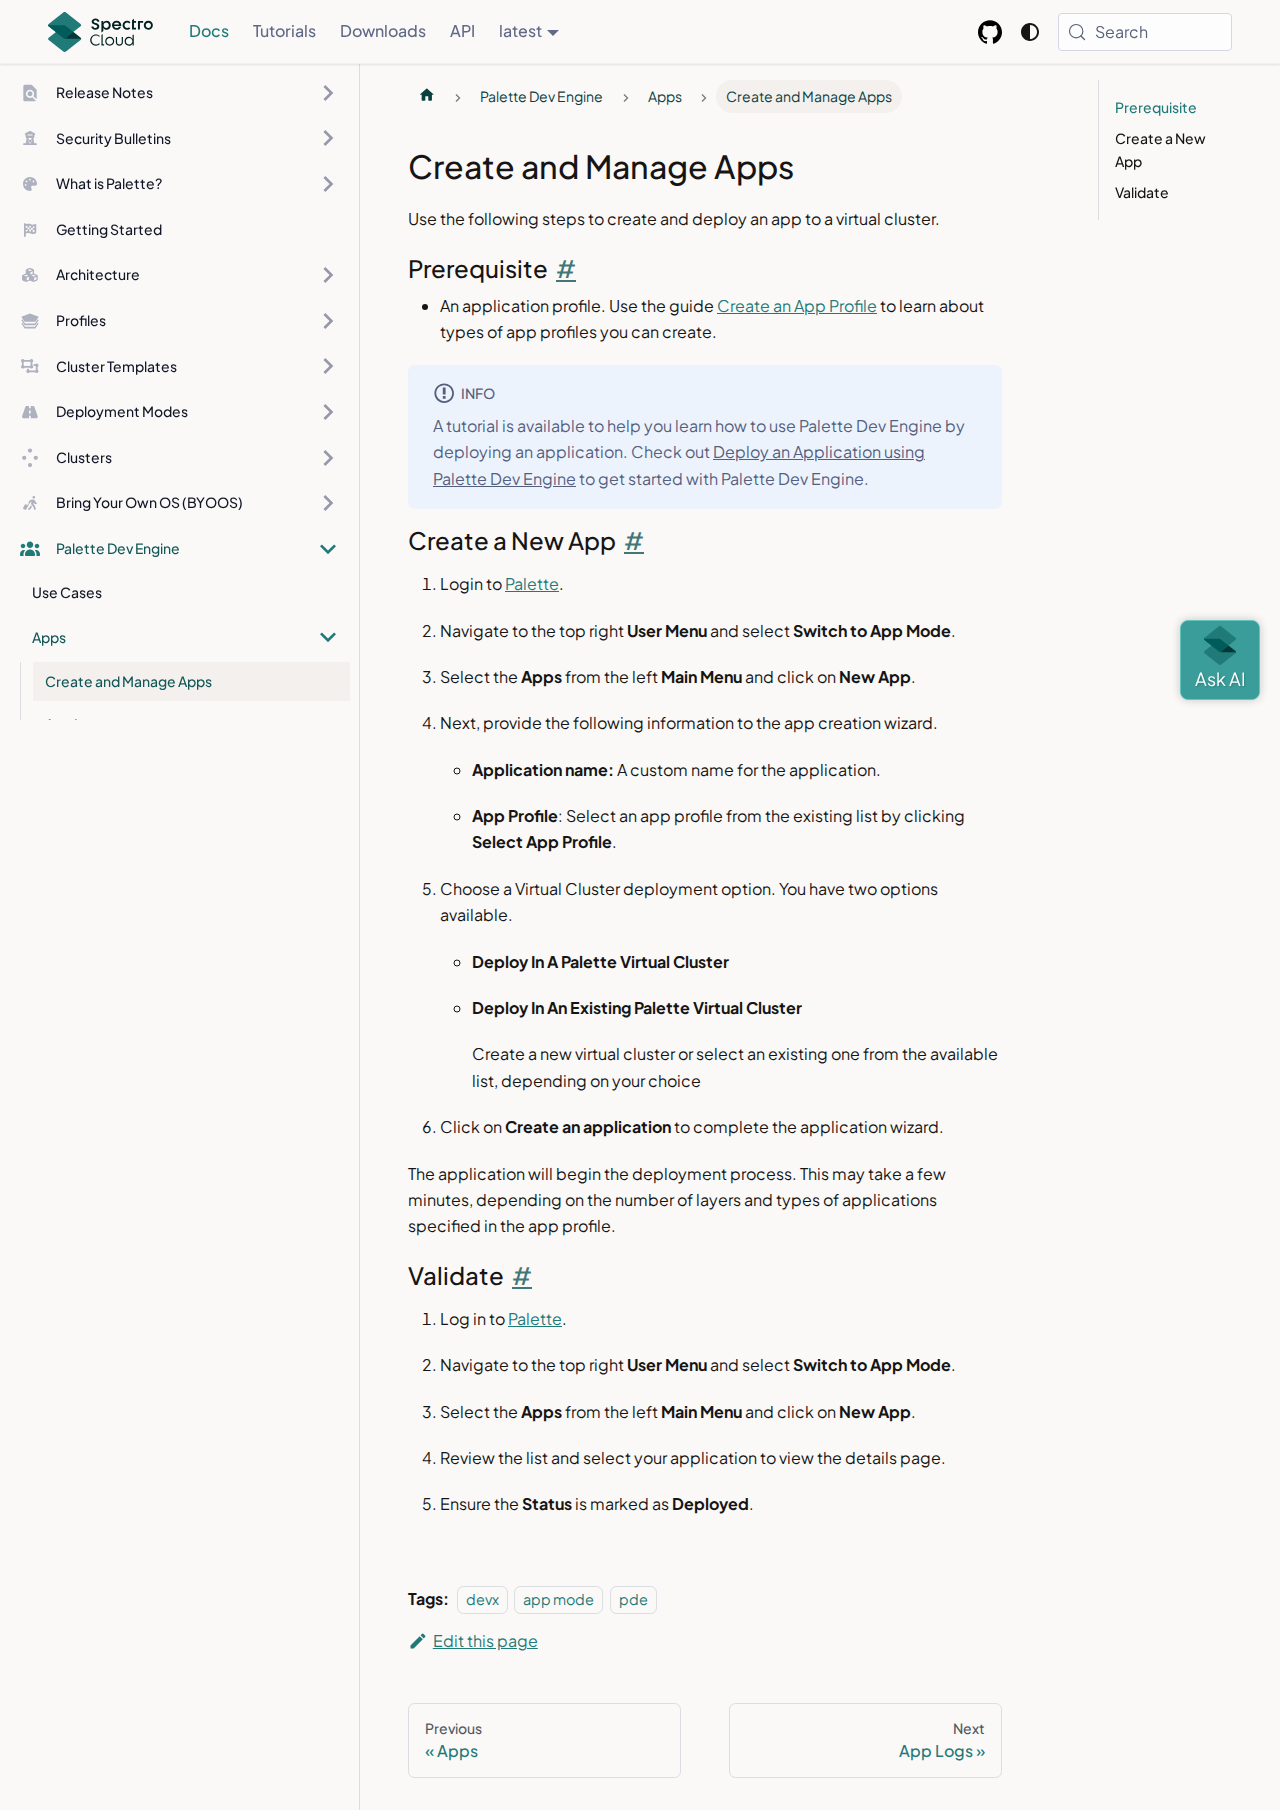 Spectro
Cloud
Docs
Tutorials
Downloads
API
latest
Search
Release Notes
Security Bulletins
What is Palette?
Getting Started
Architecture
Profiles
Cluster Templates
Deployment Modes
Clusters
Bring Your Own OS (BYOOS)
Palette Dev Engine
Use Cases
Apps
Create and Manage Apps
Palette Dev Engine
Apps
Create and Manage Apps
Create and Manage Apps
Use the following steps to create and deploy an app to a virtual cluster.
Prerequisite #
An application profile. Use the guide Create an App Profile to learn about
types of app profiles you can create.
INFO
A tutorial is available to help you learn how to use Palette Dev Engine by
deploying an application. Check out Deploy an Application using
Palette Dev Engine to get started with Palette Dev Engine.
Create a New App #
1. Login to Palette.
2. Navigate to the top right User Menu and select Switch to App Mode.
3. Select the Apps from the left Main Menu and click on New App.
4. Next, provide the following information to the app creation wizard.
Application name: A custom name for the application.
App Profile: Select an app profile from the existing list by clicking
Select App Profile.
5. Choose a Virtual Cluster deployment option. You have two options
available.
Deploy In A Palette Virtual Cluster
Deploy In An Existing Palette Virtual Cluster
Create a new virtual cluster or select an existing one from the available
list, depending on your choice
6. Click on Create an application to complete the application wizard.
The application will begin the deployment process. This may take a few
minutes, depending on the number of layers and types of applications
specified in the app profile.
Validate #
1. Log in to Palette.
2. Navigate to the top right User Menu and select Switch to App Mode.
3. Select the Apps from the left Main Menu and click on New App.
4. Review the list and select your application to view the details page.
5. Ensure the Status is marked as Deployed.
Tags: devx app mode pde
Edit this page
Previous
« Apps
Next
App Logs »
Prerequisite
Create a New
App
Validate
Ask AI